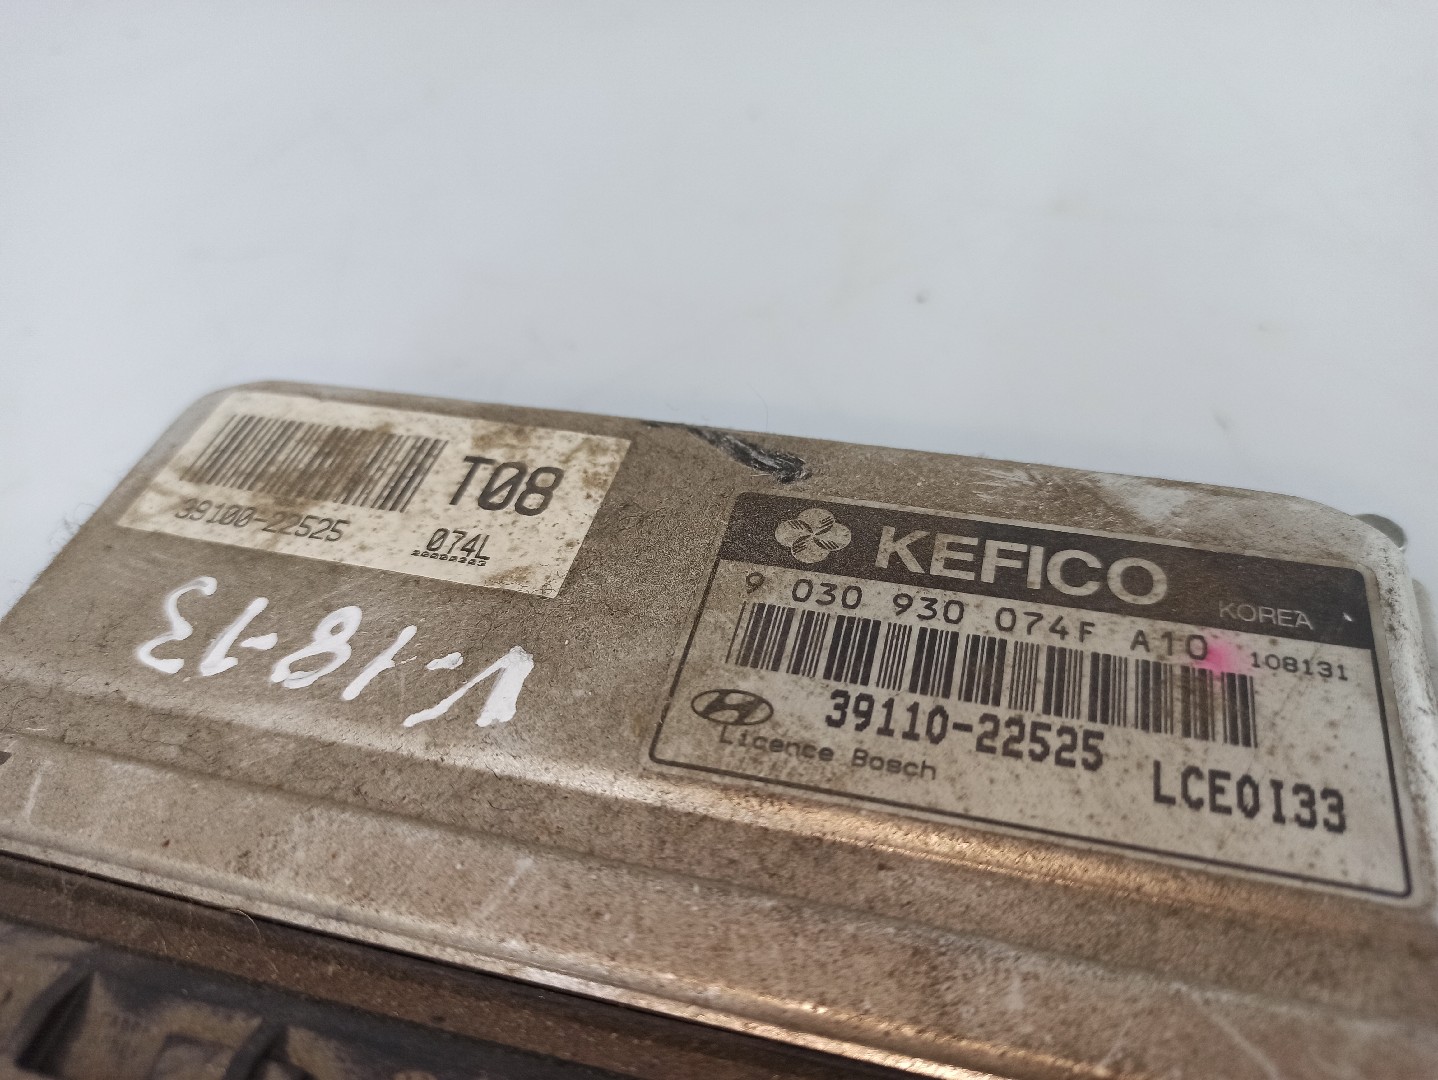 T08
39100-22525
074L
V-18-13
KEFICO
KOREA
9 030 930 074F A10 108131
39110-22525
LCE0I33
Licence Bosch